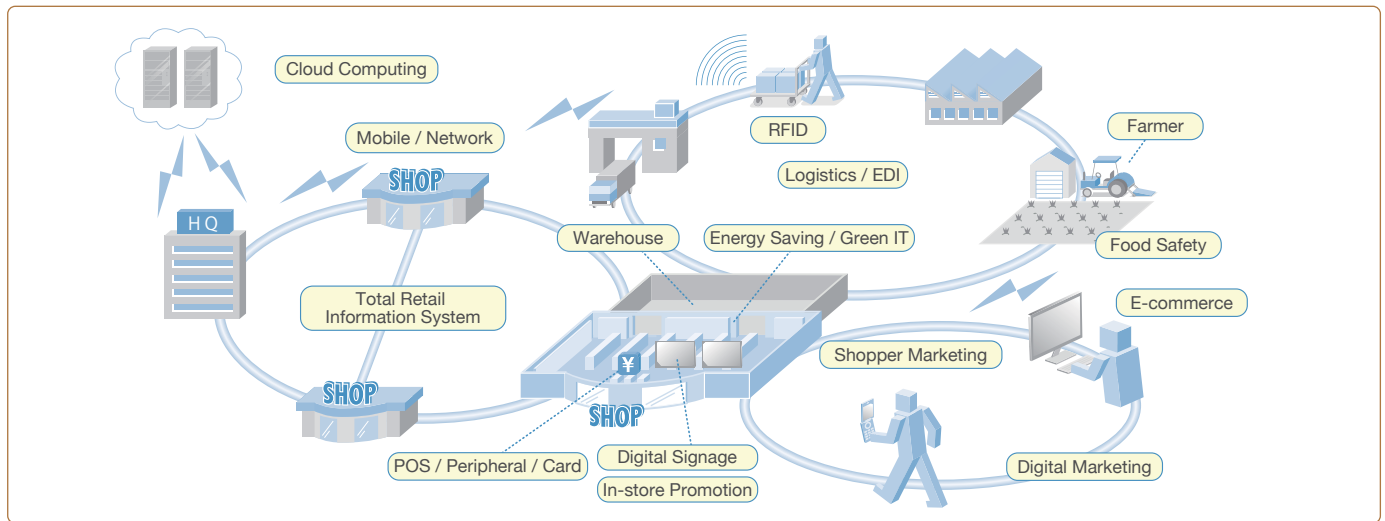 Cloud Computing
Mobile / Network
RFID
Farmer
Logistics / EDI
SHOP
HQ
Warehouse
Energy Saving / Green IT
Food Safety
Total Retail
Information System
E-commerce
Shopper Marketing
¥
SHOP
SHOP
POS / Peripheral / Card
Digital Signage
In-store Promotion
Digital Marketing